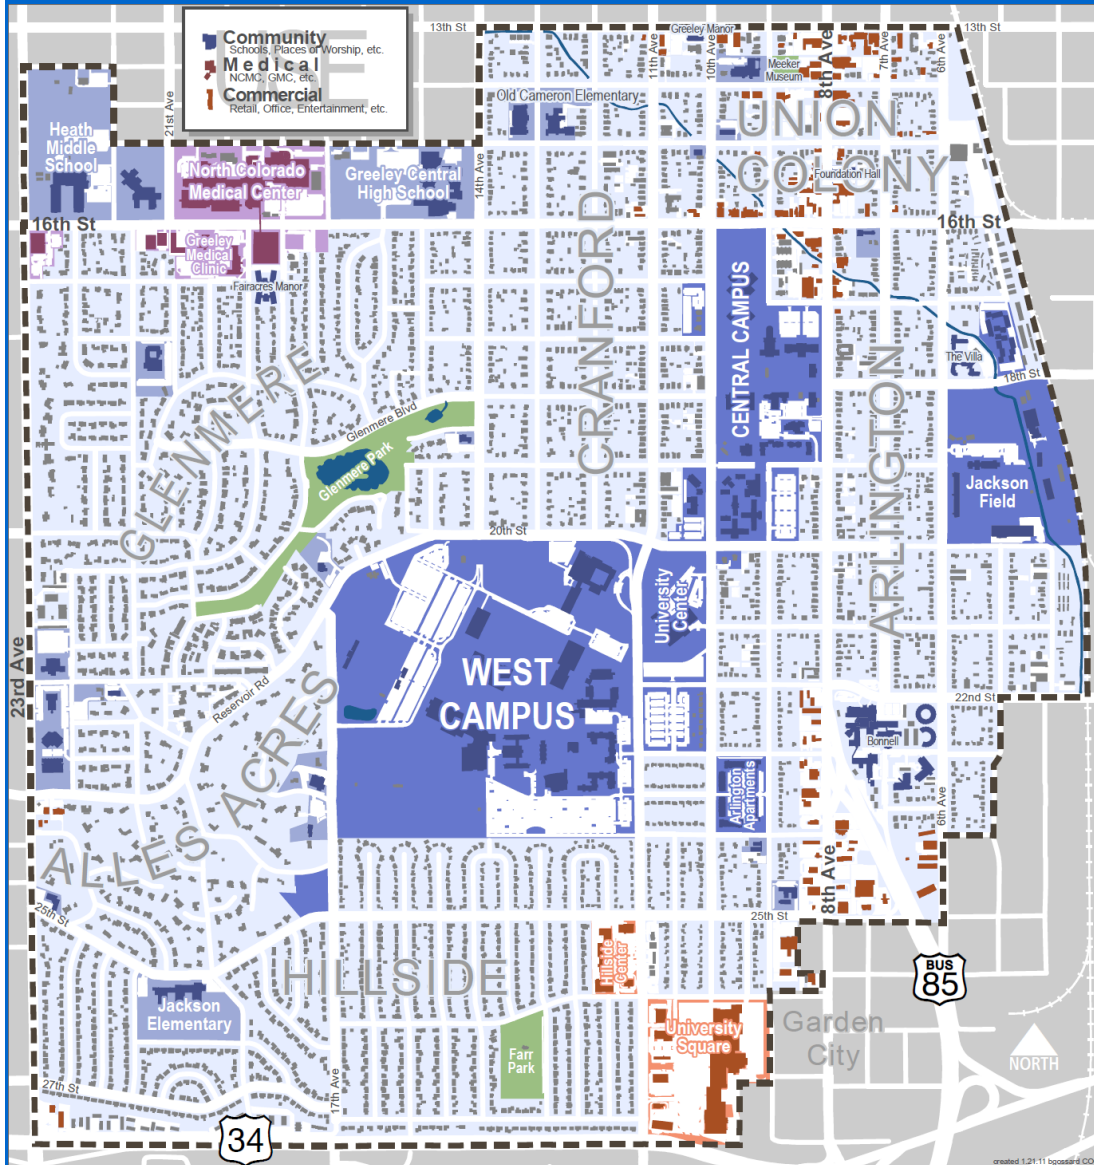 Community
Schools, Places of Worship, etc.
Medical
NCMC, GMC, etc.
Commercial
Retail, Office, Entertainment, etc.
13th St
Greeley Manor
13th St
11th Ave
10th Ave
8th Ave
7th Ave
6th Ave
Meeker
Museum
21st Ave
Old Cameron Elementary
UNION
COLONY
Heath
Middle
School
North Colorado
Medical Center
Greeley Central
High School
14th Ave
Foundation Hall
16th St
16th St
Greeley
Medical
Clinic
Fairacres Manor
CRANFORD
CENTRAL CAMPUS
The Villa
18th St
GLENMERE
Glenmere Blvd
Glenmere Park
ARLINGTON
Jackson
Field
20th St
University
Center
23rd Ave
WEST
CAMPUS
Reservoir Rd
22nd St
Bonnell
ALLES ACRES
Arlington
Apartments
6th Ave
8th Ave
25th St
25th St
HILLSIDE
Hillside
Center
BUS
85
Jackson
Elementary
University
Square
Garden
City
Farr
Park
NORTH
27th St
17th Ave
34
created 1.21.11 bgossard CO